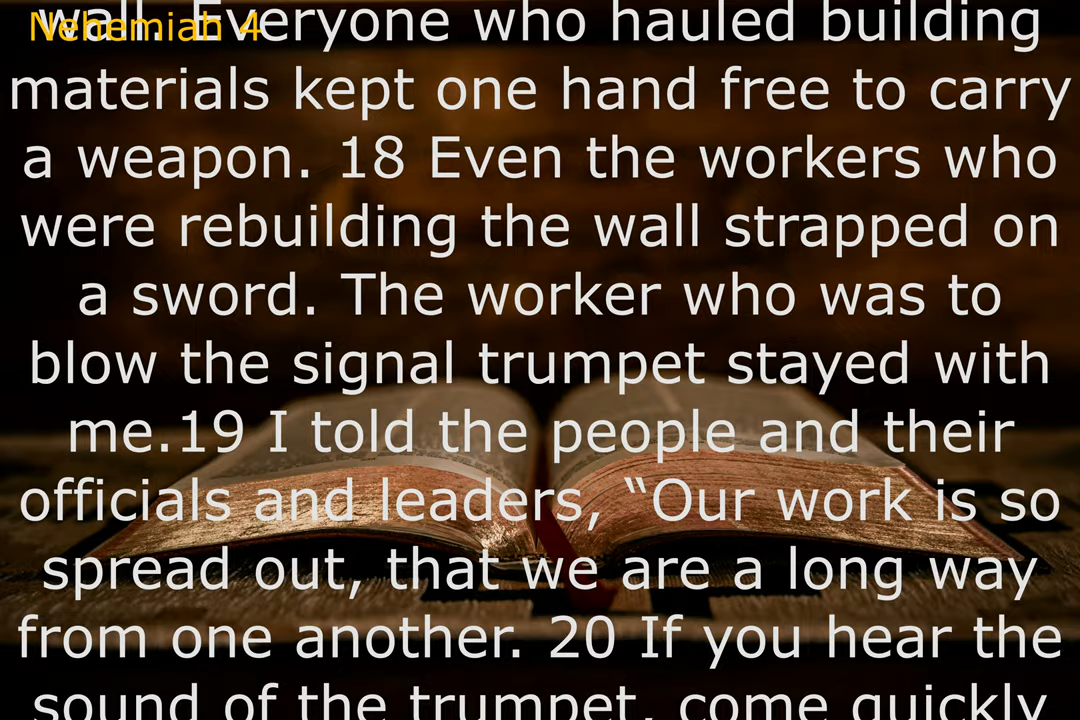 Nehemiah 4
wall. Everyone who hauled building
materials kept one hand free to carry
a weapon. 18 Even the workers who
were rebuilding the wall strapped on
a sword. The worker who was to
blow the signal trumpet stayed with
me.19 I told the people and their
officials and leaders, “Our work is so
spread out, that we are a long way
from one another. 20 If you hear the
sound of the trumpet, come quickly